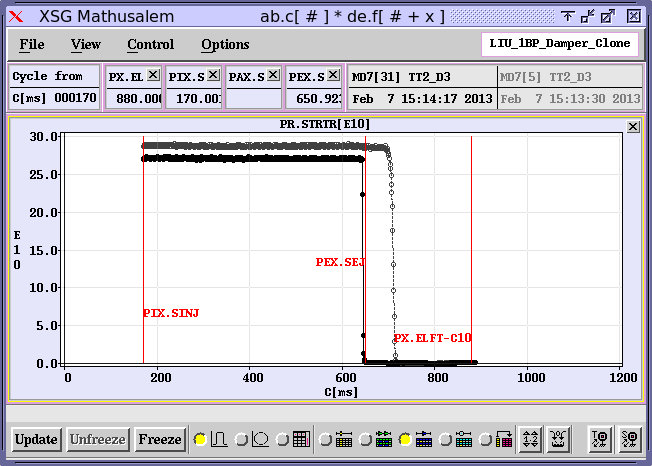 XSG Mathusalem ab.c[ # ] * de.f[ # + x ]
File View Control Options LIU_1BP_Damper_Clone
Cycle from PX.EL PIX.S PAX.S PEX.S MD7[31] TT2_D3 MD7[5] TT2_D3
C[ms] 000170 880.000 170.001 650.923 Feb 7 15:14:17 2013 Feb 7 15:13:30 2013
PR.STRTR[E10]
30.0
25.0
20.0
E
15.0
1
PEX.SEJ
0
10.0
PIX.SINJ
5.0
PX.ELFT-C10
0.0
0 200 400 600 800 1000 1200
C[ms]
Update Unfreeze Freeze